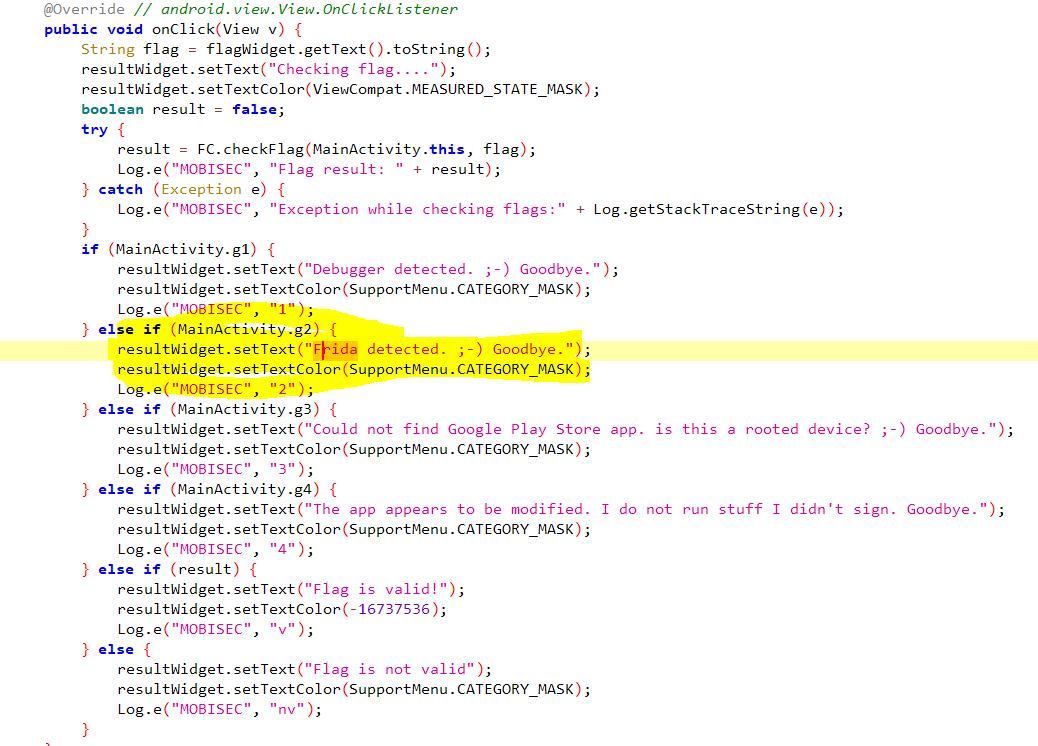 @Override // android.view.View.OnClickListener
public void onClick(View v) {
String flag = flagWidget.getText().toString();
resultWidget.setText("Checking flag....");
resultWidget.setTextColor(ViewCompat.MEASURED_STATE_MASK);
boolean result = false;
try {
result = FC.checkFlag(MainActivity.this, flag);
Log.e("MOBISEC", "Flag result: " + result);
} catch (Exception e) {
Log.e("MOBISEC", "Exception while checking flags:" + Log.getStackTraceString(e));
}
if (MainActivity.g1) {
resultWidget.setText("Debugger detected. ;-) Goodbye.");
resultWidget.setTextColor(SupportMenu.CATEGORY_MASK);
Log.e("MOBISEC", "1");
} else if (MainActivity.g2) {
resultWidget.setText("Frida detected. ;-) Goodbye.");
resultWidget.setTextColor(SupportMenu.CATEGORY_MASK);
Log.e("MOBISEC", "2");
} else if (MainActivity.g3) {
resultWidget.setText("Could not find Google Play Store app. is this a rooted device? ;-) Goodbye.");
resultWidget.setTextColor(SupportMenu.CATEGORY_MASK);
Log.e("MOBISEC", "3");
} else if (MainActivity.g4) {
resultWidget.setText("The app appears to be modified. I do not run stuff I didn't sign. Goodbye.");
resultWidget.setTextColor(SupportMenu.CATEGORY_MASK);
Log.e("MOBISEC", "4");
} else if (result) {
resultWidget.setText("Flag is valid!");
resultWidget.setTextColor(-16737536);
Log.e("MOBISEC", "v");
} else {
resultWidget.setText("Flag is not valid");
resultWidget.setTextColor(SupportMenu.CATEGORY_MASK);
Log.e("MOBISEC", "nv");
}